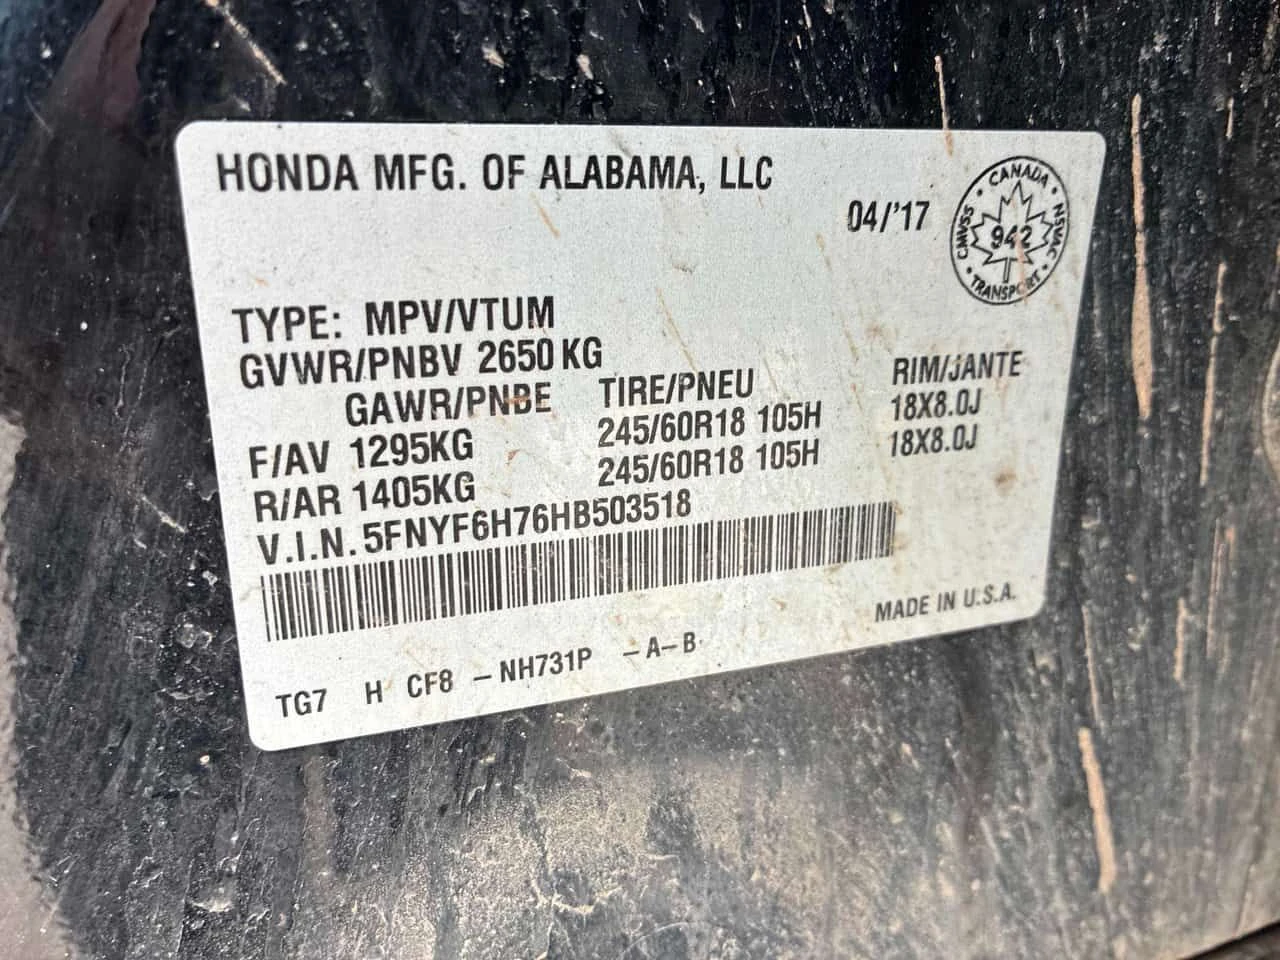 HONDA MFG. OF ALABAMA, LLC
04/'17
CANADA
CMVSS
NSVAC
942
TRANSPORT
TYPE: MPV/VTUM
GVWR/PNBV 2650 KG
GAWR/PNBE TIRE/PNEU RIM/JANTE
F/AV 1295KG 245/60R18 105H 18X8.0J
R/AR 1405KG 245/60R18 105H 18X8.0J
V.I.N. 5FNYF6H76HB503518
MADE IN U.S.A.
TG7 H CF8 – NH731P – A– B